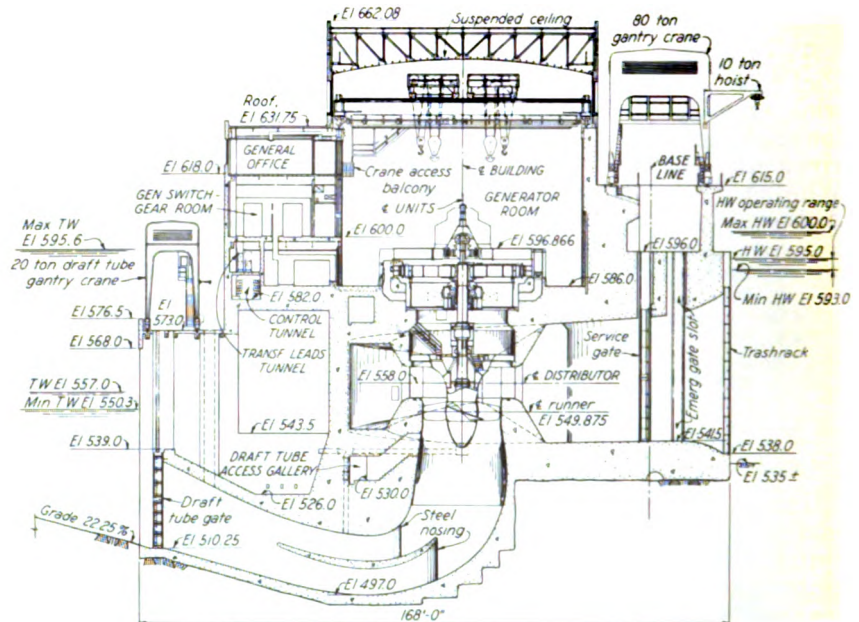 El 662.08
Suspended ceiling
80 ton
gantry crane
10 ton
hoist
Roof,
El 631.75
GENERAL
OFFICE
El 618.0
Crane access
balcony
℄ BUILDING
BASE
LINE
El 615.0
GEN SWITCH-
GEAR ROOM
℄ UNITS
GENERATOR
ROOM
HW operating range
Max HW El 600.0
Max TW
El 595.6
El 600.0
El 596.866
El 596.0
HW El 595.0
20 ton draft tube
gantry crane
El 586.0
Min HW El 593.0
El 576.5
El
573.0
El 582.0
CONTROL
TUNNEL
El 568.0
TRANSF LEADS
TUNNEL
Service
gate
Emerg gate slot
Trashrack
TW El 557.0
El 558.0
℄ DISTRIBUTOR
Min TW El 550.3
℄ runner
El 549.875
El 543.5
El 541.5
El 539.0
DRAFT TUBE
ACCESS GALLERY
El 538.0
El 530.0
El 535 ±
El 526.0
Draft
tube gate
Steel
nosing
Grade 22.25%
El 510.25
El 497.0
168'-0"